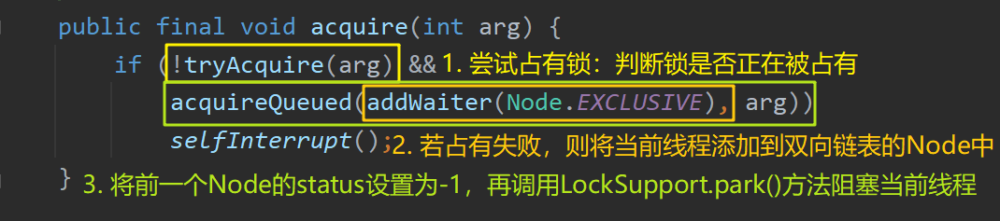 public final void acquire(int arg) {
if (!tryAcquire(arg) && 1. 尝试占有锁：判断锁是否正在被占有
acquireQueued(addWaiter(Node.EXCLUSIVE), arg))
selfInterrupt();2. 若占有失败，则将当前线程添加到双向链表的Node中
} 3. 将前一个Node的status设置为-1，再调用LockSupport.park()方法阻塞当前线程